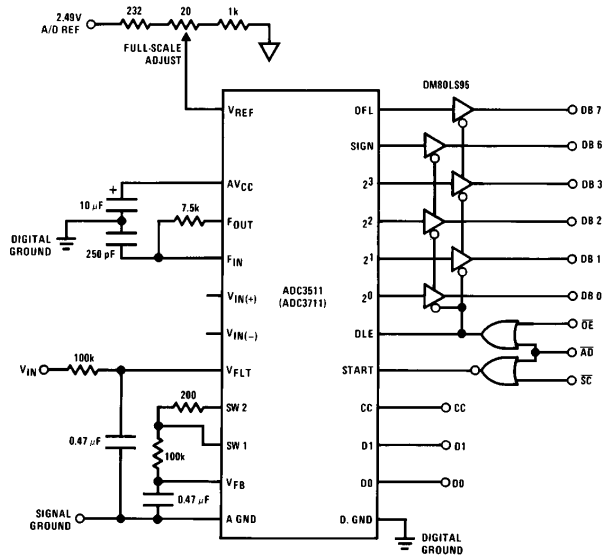 2.49V
A/D REF
232
20
1k
FULL-SCALE
ADJUST
DM80LS95
VREF
OFL
DB 7
SIGN
DB 6
AVCC
2³
DB 3
+
10 µF
7.5k
FOUT
2²
DB 2
DIGITAL
GROUND
250 pF
FIN
2¹
DB 1
ADC3511
(ADC3711)
VIN(+)
2⁰
DB 0
VIN(−)
DLE
O̅E̅
A̅D̅
VIN
100k
VFLT
START
S̅C̅
200
SW 2
CC
CC
0.47 µF
SW 1
D1
D1
100k
VFB
D0
D0
0.47 µF
SIGNAL
GROUND
A GND
D. GND
DIGITAL
GROUND